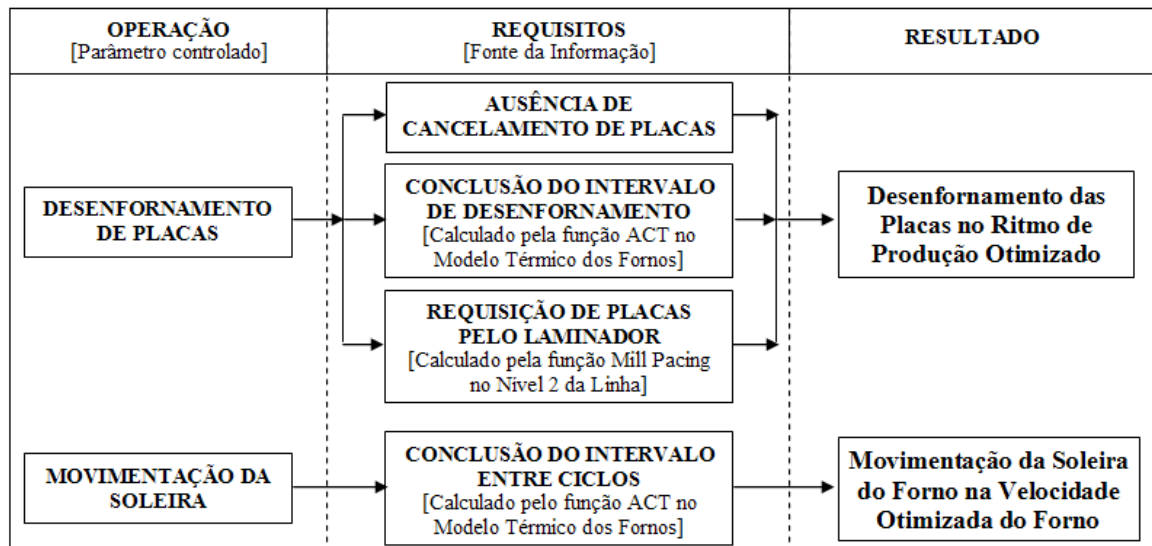 OPERAÇÃO
[Parâmetro controlado]
REQUISITOS
[Fonte da Informação]
RESULTADO
AUSÊNCIA DE
CANCELAMENTO DE PLACAS
DESENFORNAMENTO
DE PLACAS
CONCLUSÃO DO INTERVALO
DE DESENFORNAMENTO
[Calculado pela função ACT no
Modelo Térmico dos Fornos]
Desenfornamento das
Placas no Ritmo de
Produção Otimizado
REQUISIÇÃO DE PLACAS
PELO LAMINADOR
[Calculado pela função Mill Pacing
no Nivel 2 da Linha]
MOVIMENTAÇÃO DA
SOLEIRA
CONCLUSÃO DO INTERVALO
ENTRE CICLOS
[Calculado pelo função ACT no
Modelo Térmico dos Fornos]
Movimentação da Soleira
do Forno na Velocidade
Otimizada do Forno